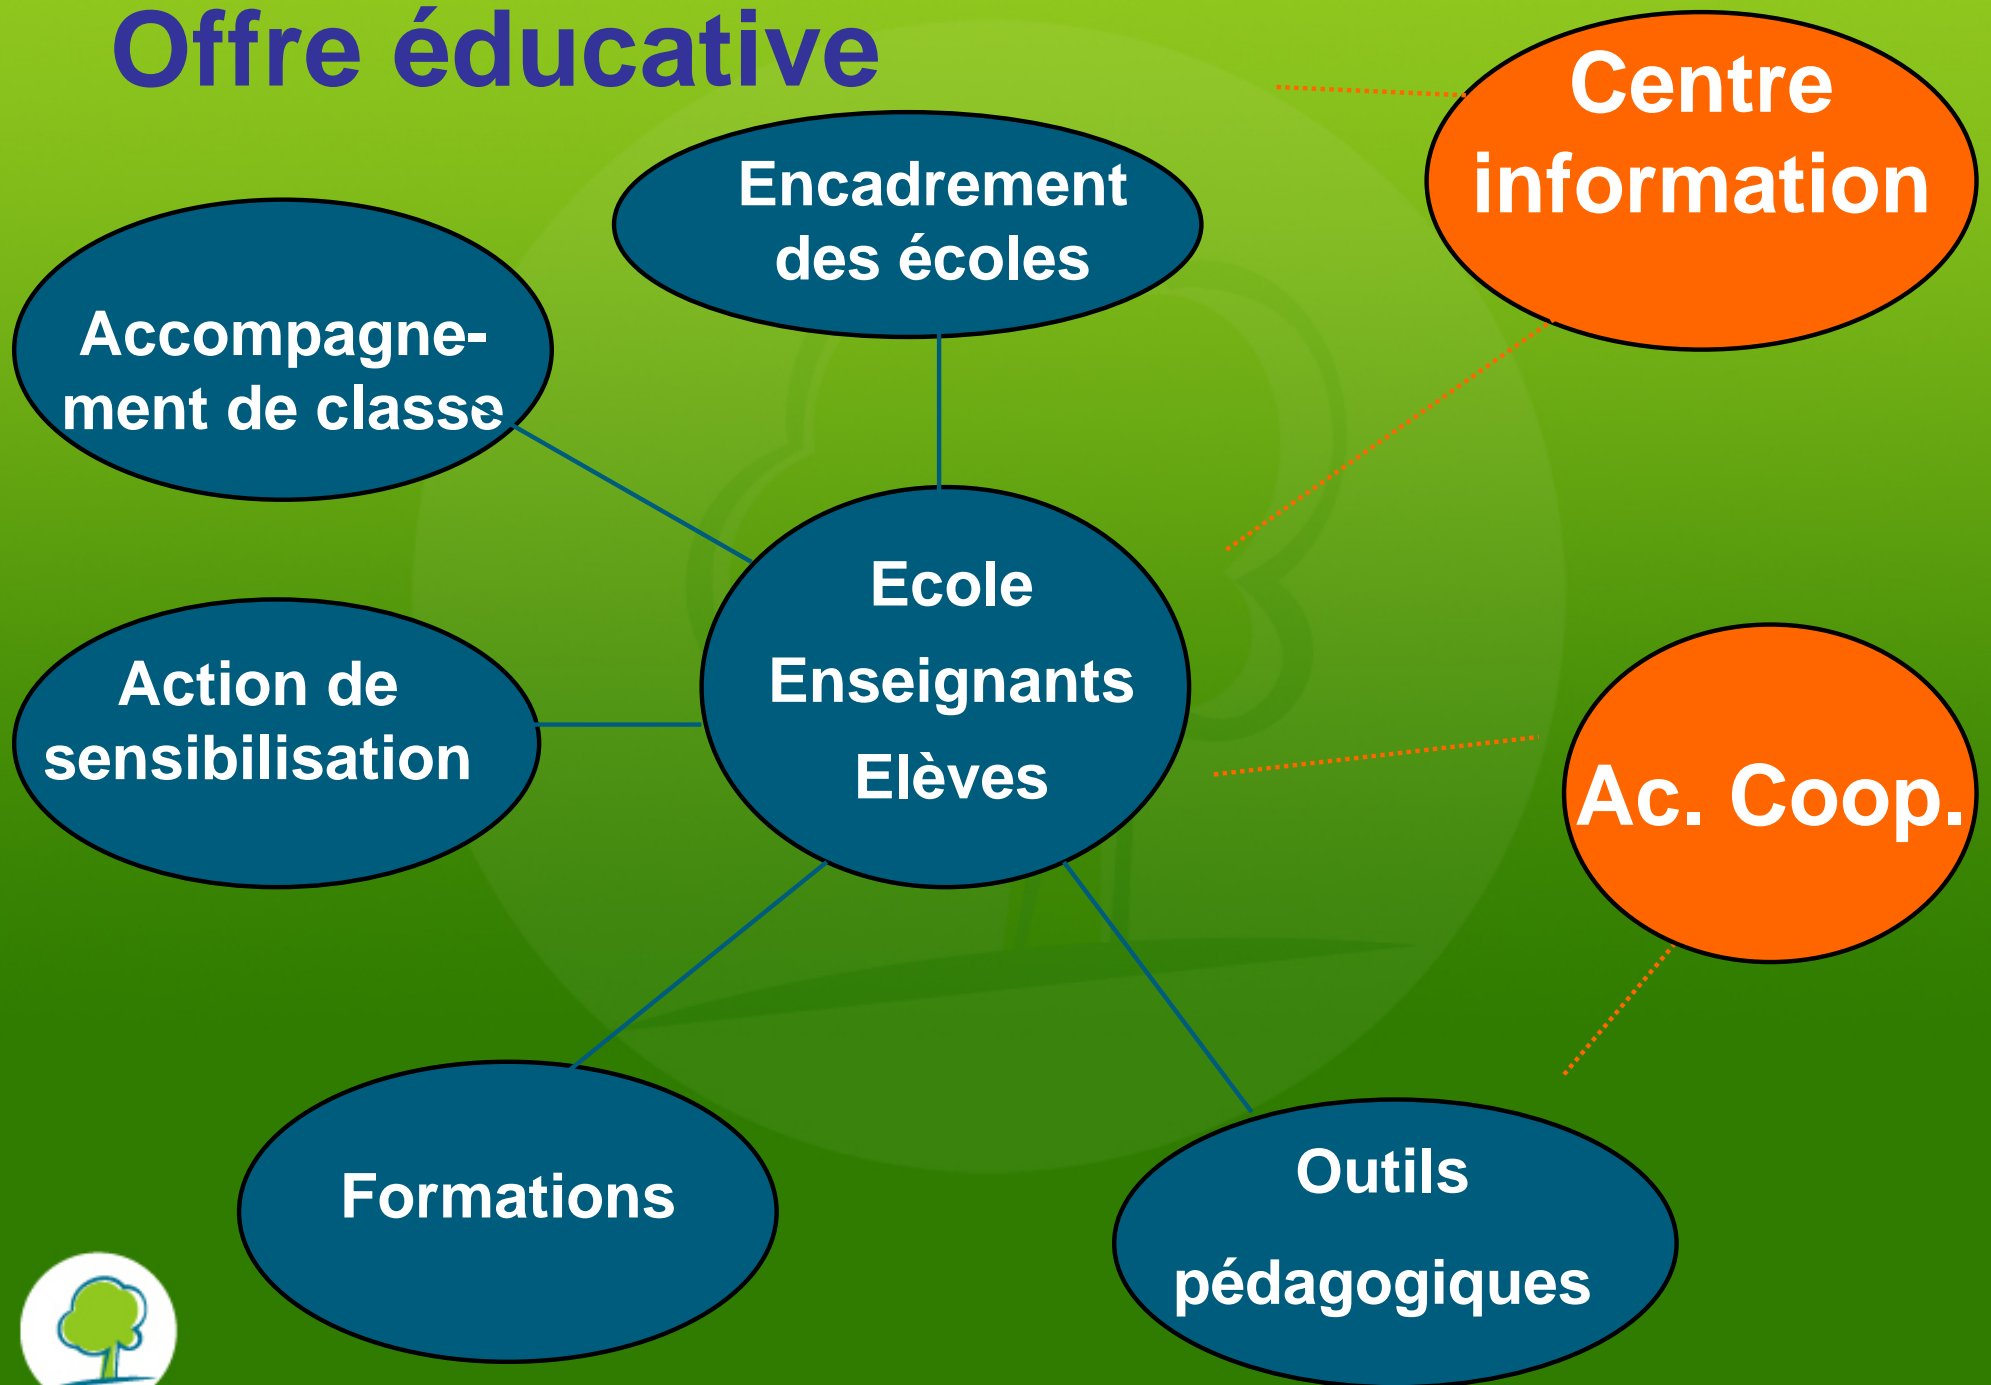 Offre éducative
Centre
information
Encadrement
des écoles
Accompagne-
ment de classe
Ecole
Enseignants
Elèves
Action de
sensibilisation
Ac. Coop.
Formations
Outils
pédagogiques